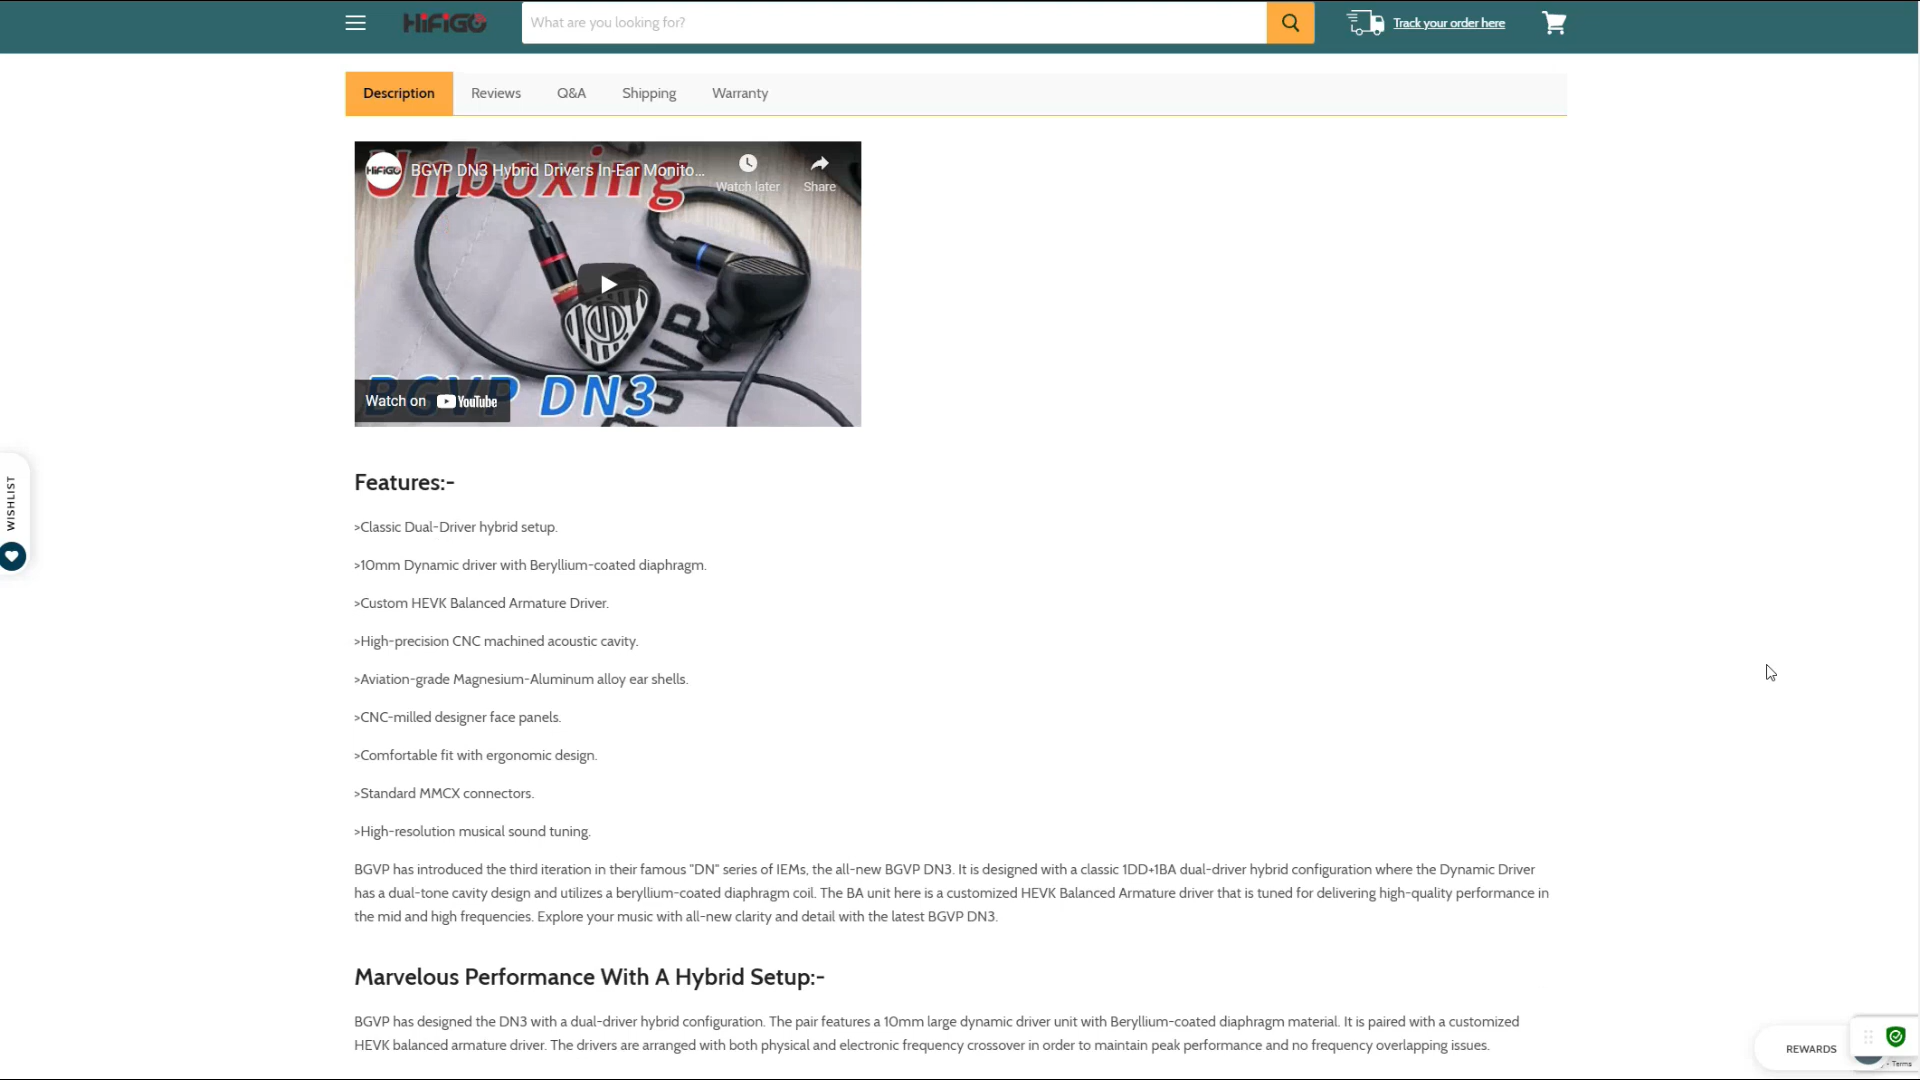 HiFiGO
What are you looking for?
Track your order here
Description
Reviews
Q&A
Shipping
Warranty
Unboxing
HiFiGO
BGVP DN3 Hybrid Drivers In-Ear Monito...
Watch later
Share
BGVP
BGVP DN3
Watch on YouTube
WISHLIST
Features:-
>Classic Dual-Driver hybrid setup.
>10mm Dynamic driver with Beryllium-coated diaphragm.
>Custom HEVK Balanced Armature Driver.
>High-precision CNC machined acoustic cavity.
>Aviation-grade Magnesium-Aluminum alloy ear shells.
>CNC-milled designer face panels.
>Comfortable fit with ergonomic design.
>Standard MMCX connectors.
>High-resolution musical sound tuning.
BGVP has introduced the third iteration in their famous "DN" series of IEMs, the all-new BGVP DN3. It is designed with a classic 1DD+1BA dual-driver hybrid configuration where the Dynamic Driver
has a dual-tone cavity design and utilizes a beryllium-coated diaphragm coil. The BA unit here is a customized HEVK Balanced Armature driver that is tuned for delivering high-quality performance in
the mid and high frequencies. Explore your music with all-new clarity and detail with the latest BGVP DN3.
Marvelous Performance With A Hybrid Setup:-
BGVP has designed the DN3 with a dual-driver hybrid configuration. The pair features a 10mm large dynamic driver unit with Beryllium-coated diaphragm material. It is paired with a customized
HEVK balanced armature driver. The drivers are arranged with both physical and electronic frequency crossover in order to maintain peak performance and no frequency overlapping issues.
REWARDS
- Terms